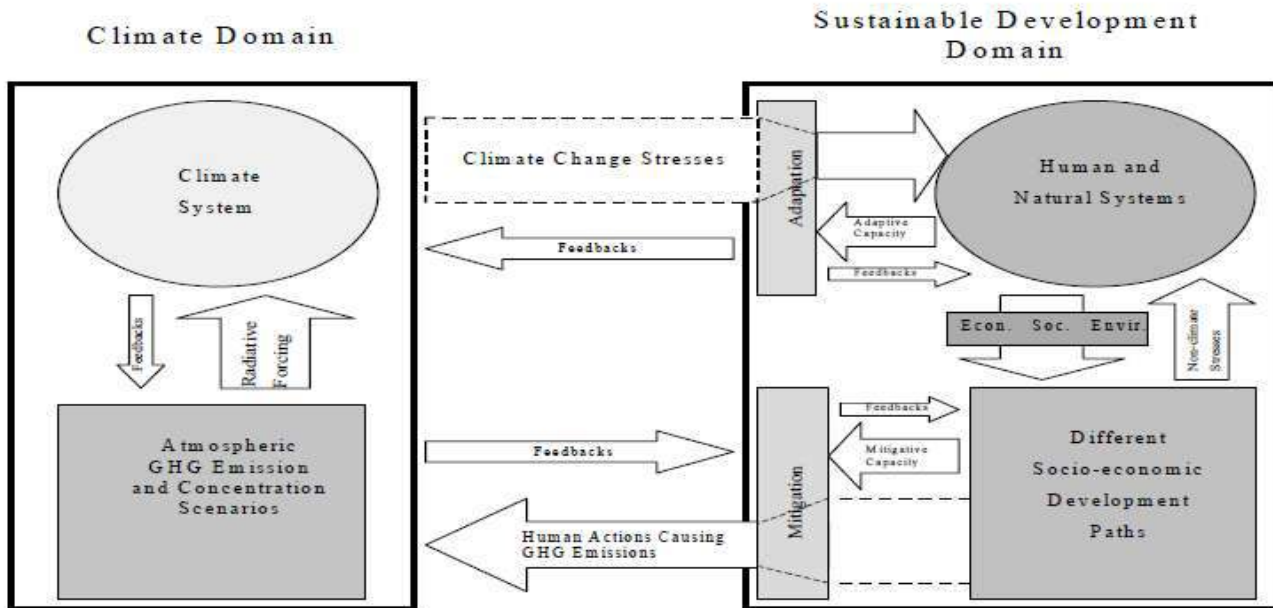 Climate Domain
Sustainable Development
Domain
Climate
System
Climate Change Stresses
Adaptation
Human and
Natural Systems
Adaptive
Capacity
Feedbacks
Feedbacks
Feedbacks
Radiative
Forcing
Econ. Soc. Envir.
Non-climate
Stresses
Atmospheric
GHG Emission
and Concentration
Scenarios
Feedbacks
Human Actions Causing
GHG Emissions
Mitigation
Feedbacks
Mitigative
Capacity
Different
Socio-economic
Development
Paths